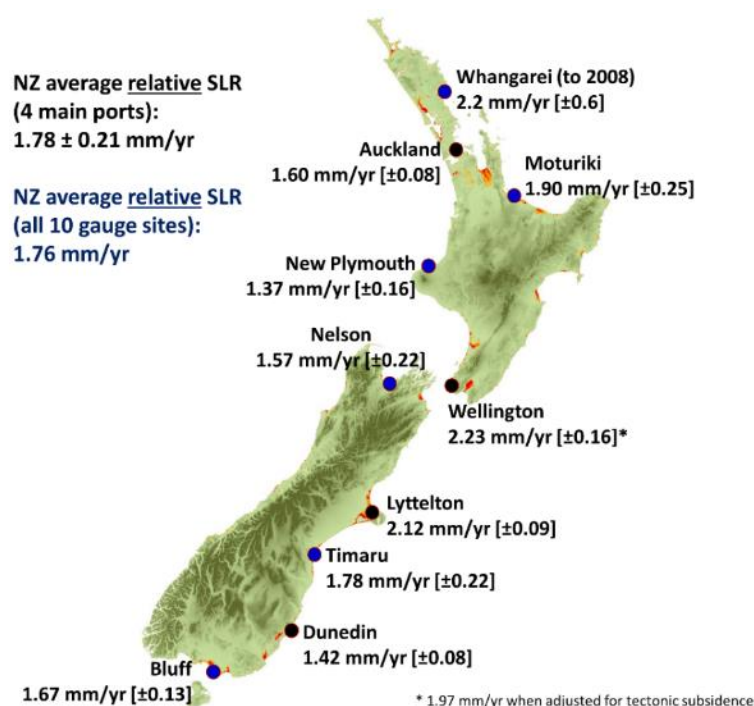 NZ average relative SLR
(4 main ports):
1.78 ± 0.21 mm/yr
NZ average relative SLR
(all 10 gauge sites):
1.76 mm/yr
Whangarei (to 2008)
2.2 mm/yr [±0.6]
Auckland
1.60 mm/yr [±0.08]
Moturiki
1.90 mm/yr [±0.25]
New Plymouth
1.37 mm/yr [±0.16]
Nelson
1.57 mm/yr [±0.22]
Wellington
2.23 mm/yr [±0.16]*
Lyttelton
2.12 mm/yr [±0.09]
Timaru
1.78 mm/yr [±0.22]
Dunedin
1.42 mm/yr [±0.08]
Bluff
1.67 mm/yr [±0.13]
* 1.97 mm/yr when adjusted for tectonic subsidence